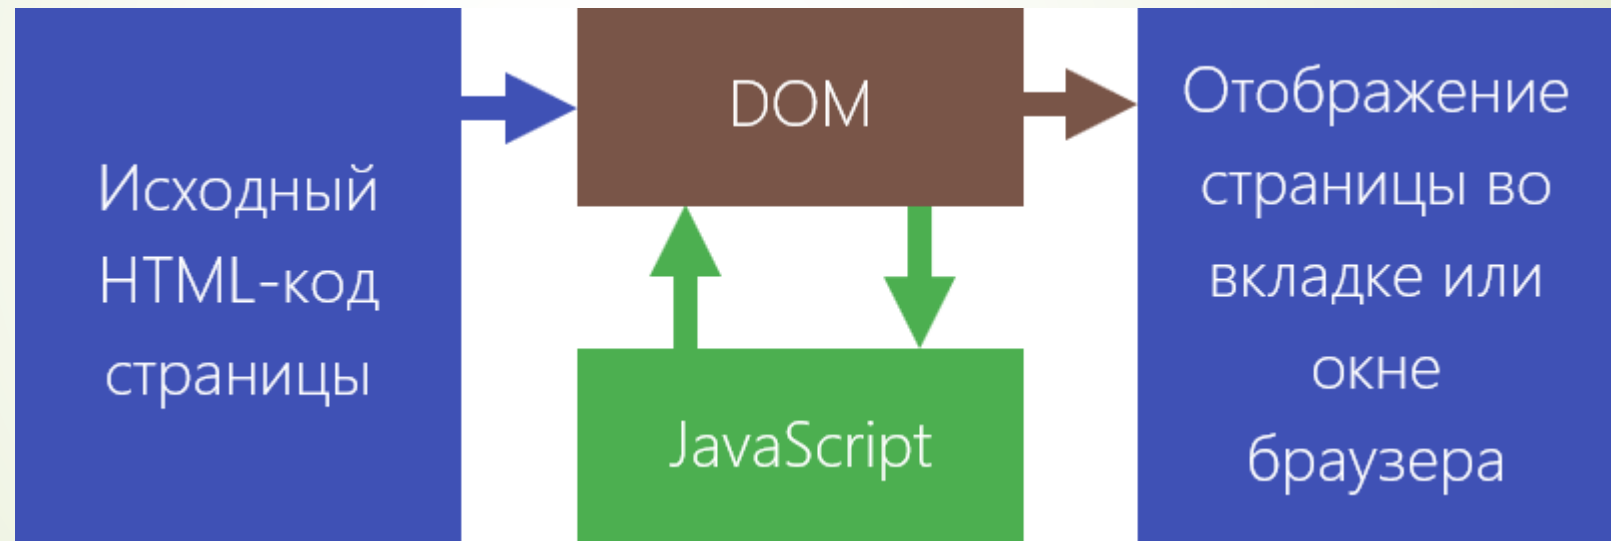 Исходный
HTML-код
страницы
DOM
JavaScript
Отображение
страницы во
вкладке или
окне
браузера